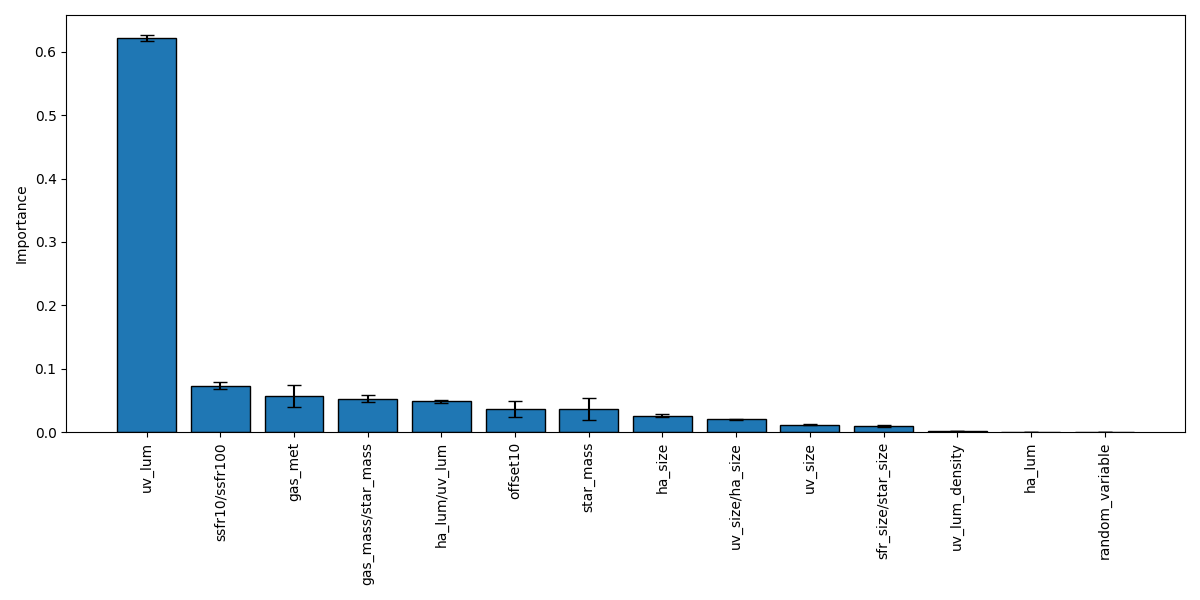 Importance
0.6
0.5
0.4
0.3
0.2
0.1
0.0
uv_lum
ssfr10/ssfr100
gas_met
gas_mass/star_mass
ha_lum/uv_lum
offset10
star_mass
ha_size
uv_size/ha_size
uv_size
sfr_size/star_size
uv_lum_density
ha_lum
random_variable